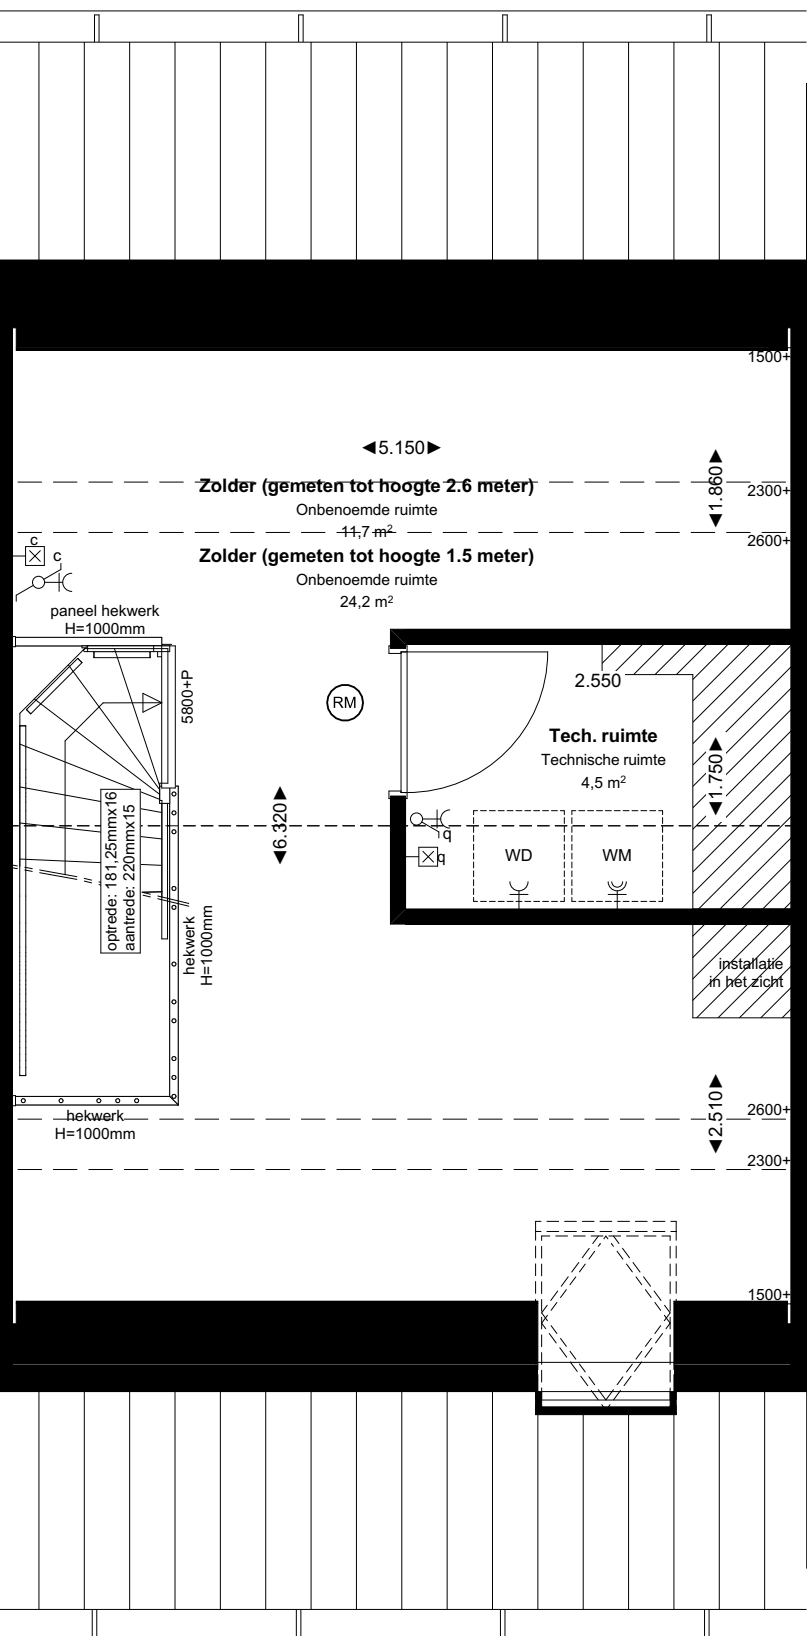 1500+
5.150
1.860
Zolder (gemeten tot hoogte 2.6 meter)
2300+
Onbenoemde ruimte
11,7 m²
c
2600+
Zolder (gemeten tot hoogte 1.5 meter)
c
Onbenoemde ruimte
24,2 m²
paneel hekwerk
H=1000mm
2.550
5800+P
RM
Tech. ruimte
Technische ruimte
4,5 m²
1.750
optrede: 181,25mmx16
aantrede: 220mmx15
6.320
q
q
WD
WM
hekwerk
H=1000mm
installatie
in het zicht
2.510
2600+
hekwerk
H=1000mm
2300+
1500+